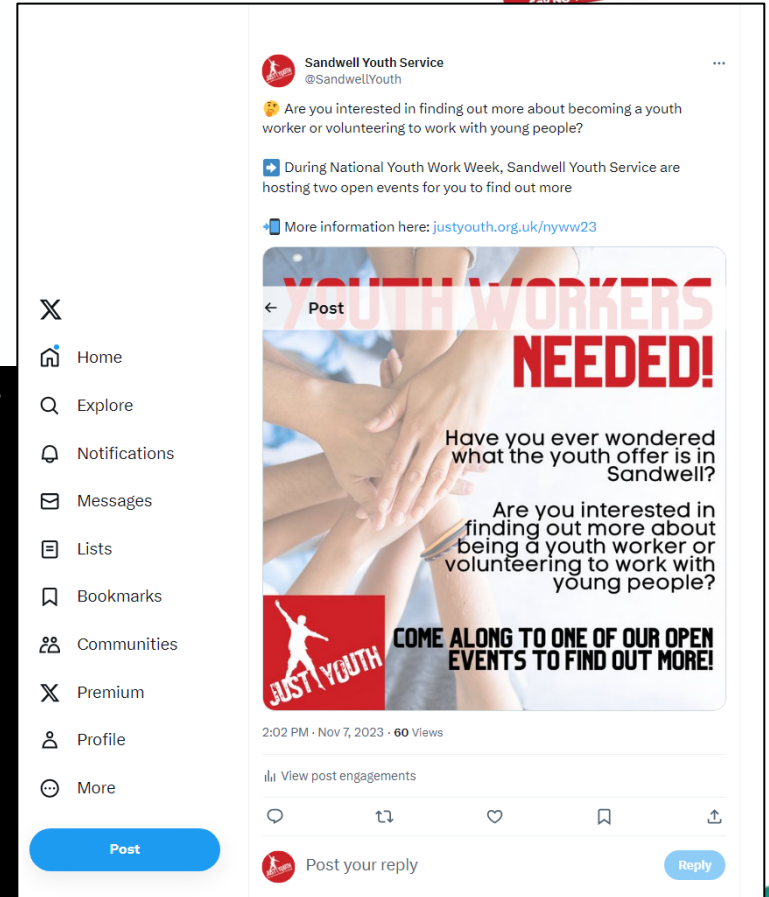 Sandwell Youth Service
@SandwellYouth
🤔 Are you interested in finding out more about becoming a youth
worker or volunteering to work with young people?
➡️ During National Youth Work Week, Sandwell Youth Service are
hosting two open events for you to find out more
📲 More information here: justyouth.org.uk/nyww23
YOUTH WORKERS
Post
NEEDED!
Have you ever wondered
what the youth offer is in
Sandwell?
Are you interested in
finding out more about
being a youth worker or
volunteering to work with
young people?
JUST YOUTH
COME ALONG TO ONE OF OUR OPEN
EVENTS TO FIND OUT MORE!
2:02 PM · Nov 7, 2023 · 60 Views
View post engagements
Post your reply
Reply
Home
Explore
Notifications
Messages
Lists
Bookmarks
Communities
Premium
Profile
More
Post